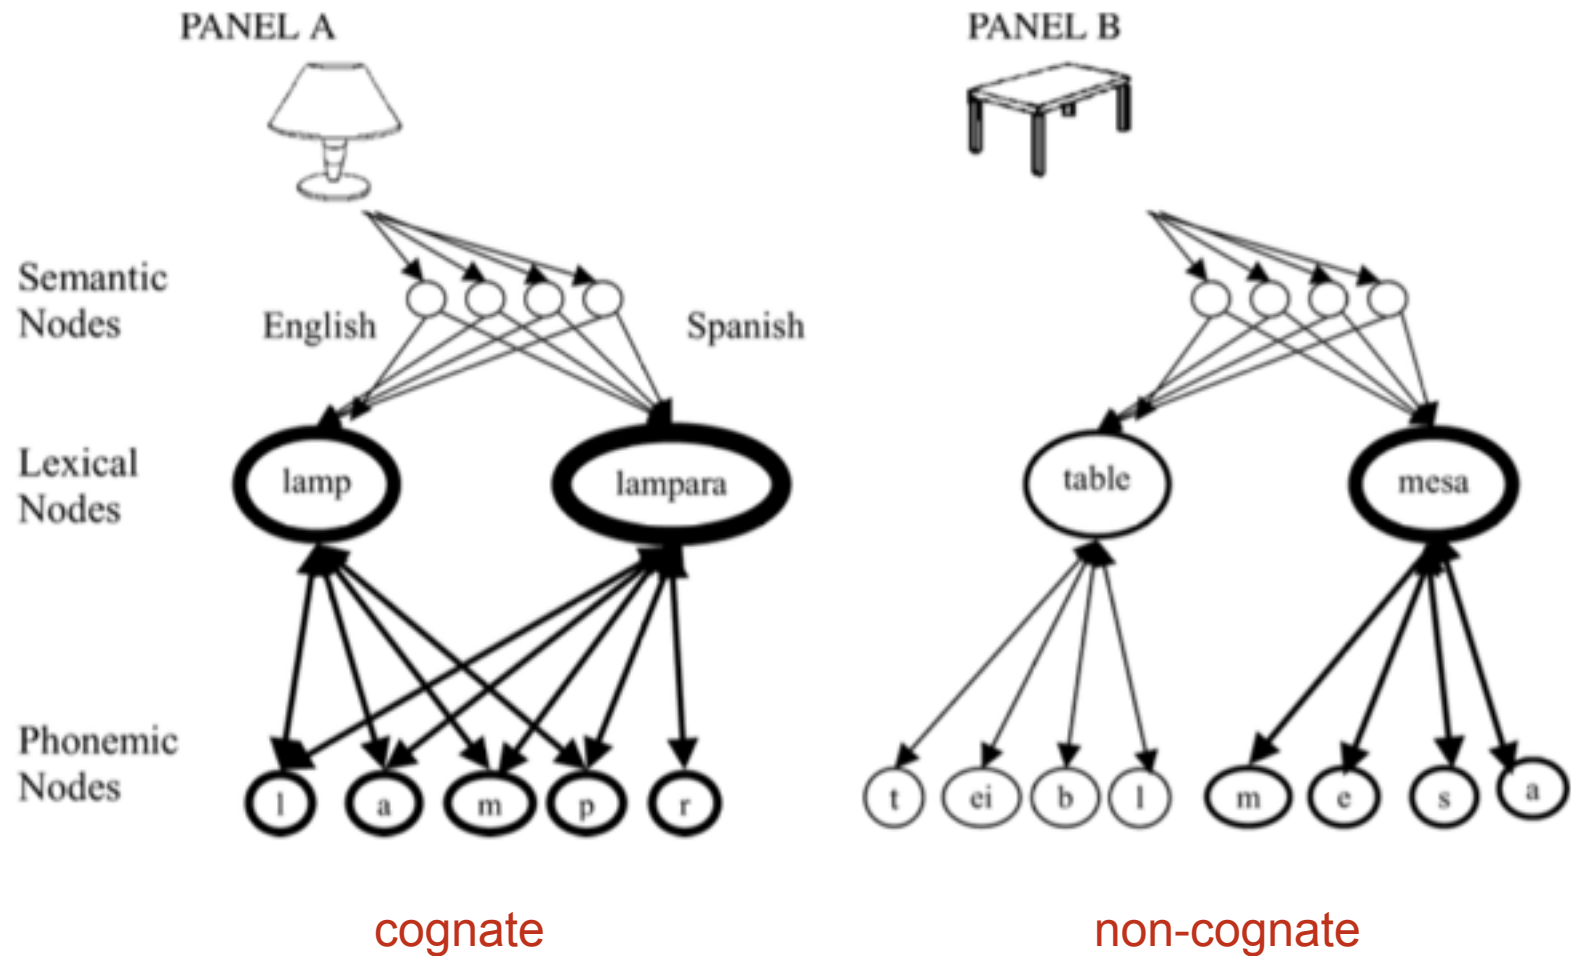 PANEL A
PANEL B
Semantic
Nodes
English
Spanish
Lexical
Nodes
lamp
lampara
table
mesa
Phonemic
Nodes
l
a
m
p
r
t
ei
b
l
m
e
s
a
cognate
non-cognate